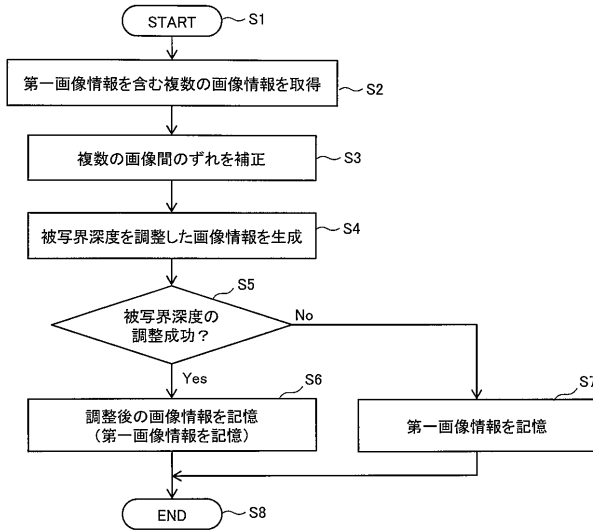 START
S1
第一画像情報を含む複数の画像情報を取得
S2
複数の画像間のずれを補正
S3
被写界深度を調整した画像情報を生成
S4
S5
被写界深度の
調整成功？
No
Yes
S6
調整後の画像情報を記憶
(第一画像情報を記憶)
S7
第一画像情報を記憶
END
S8